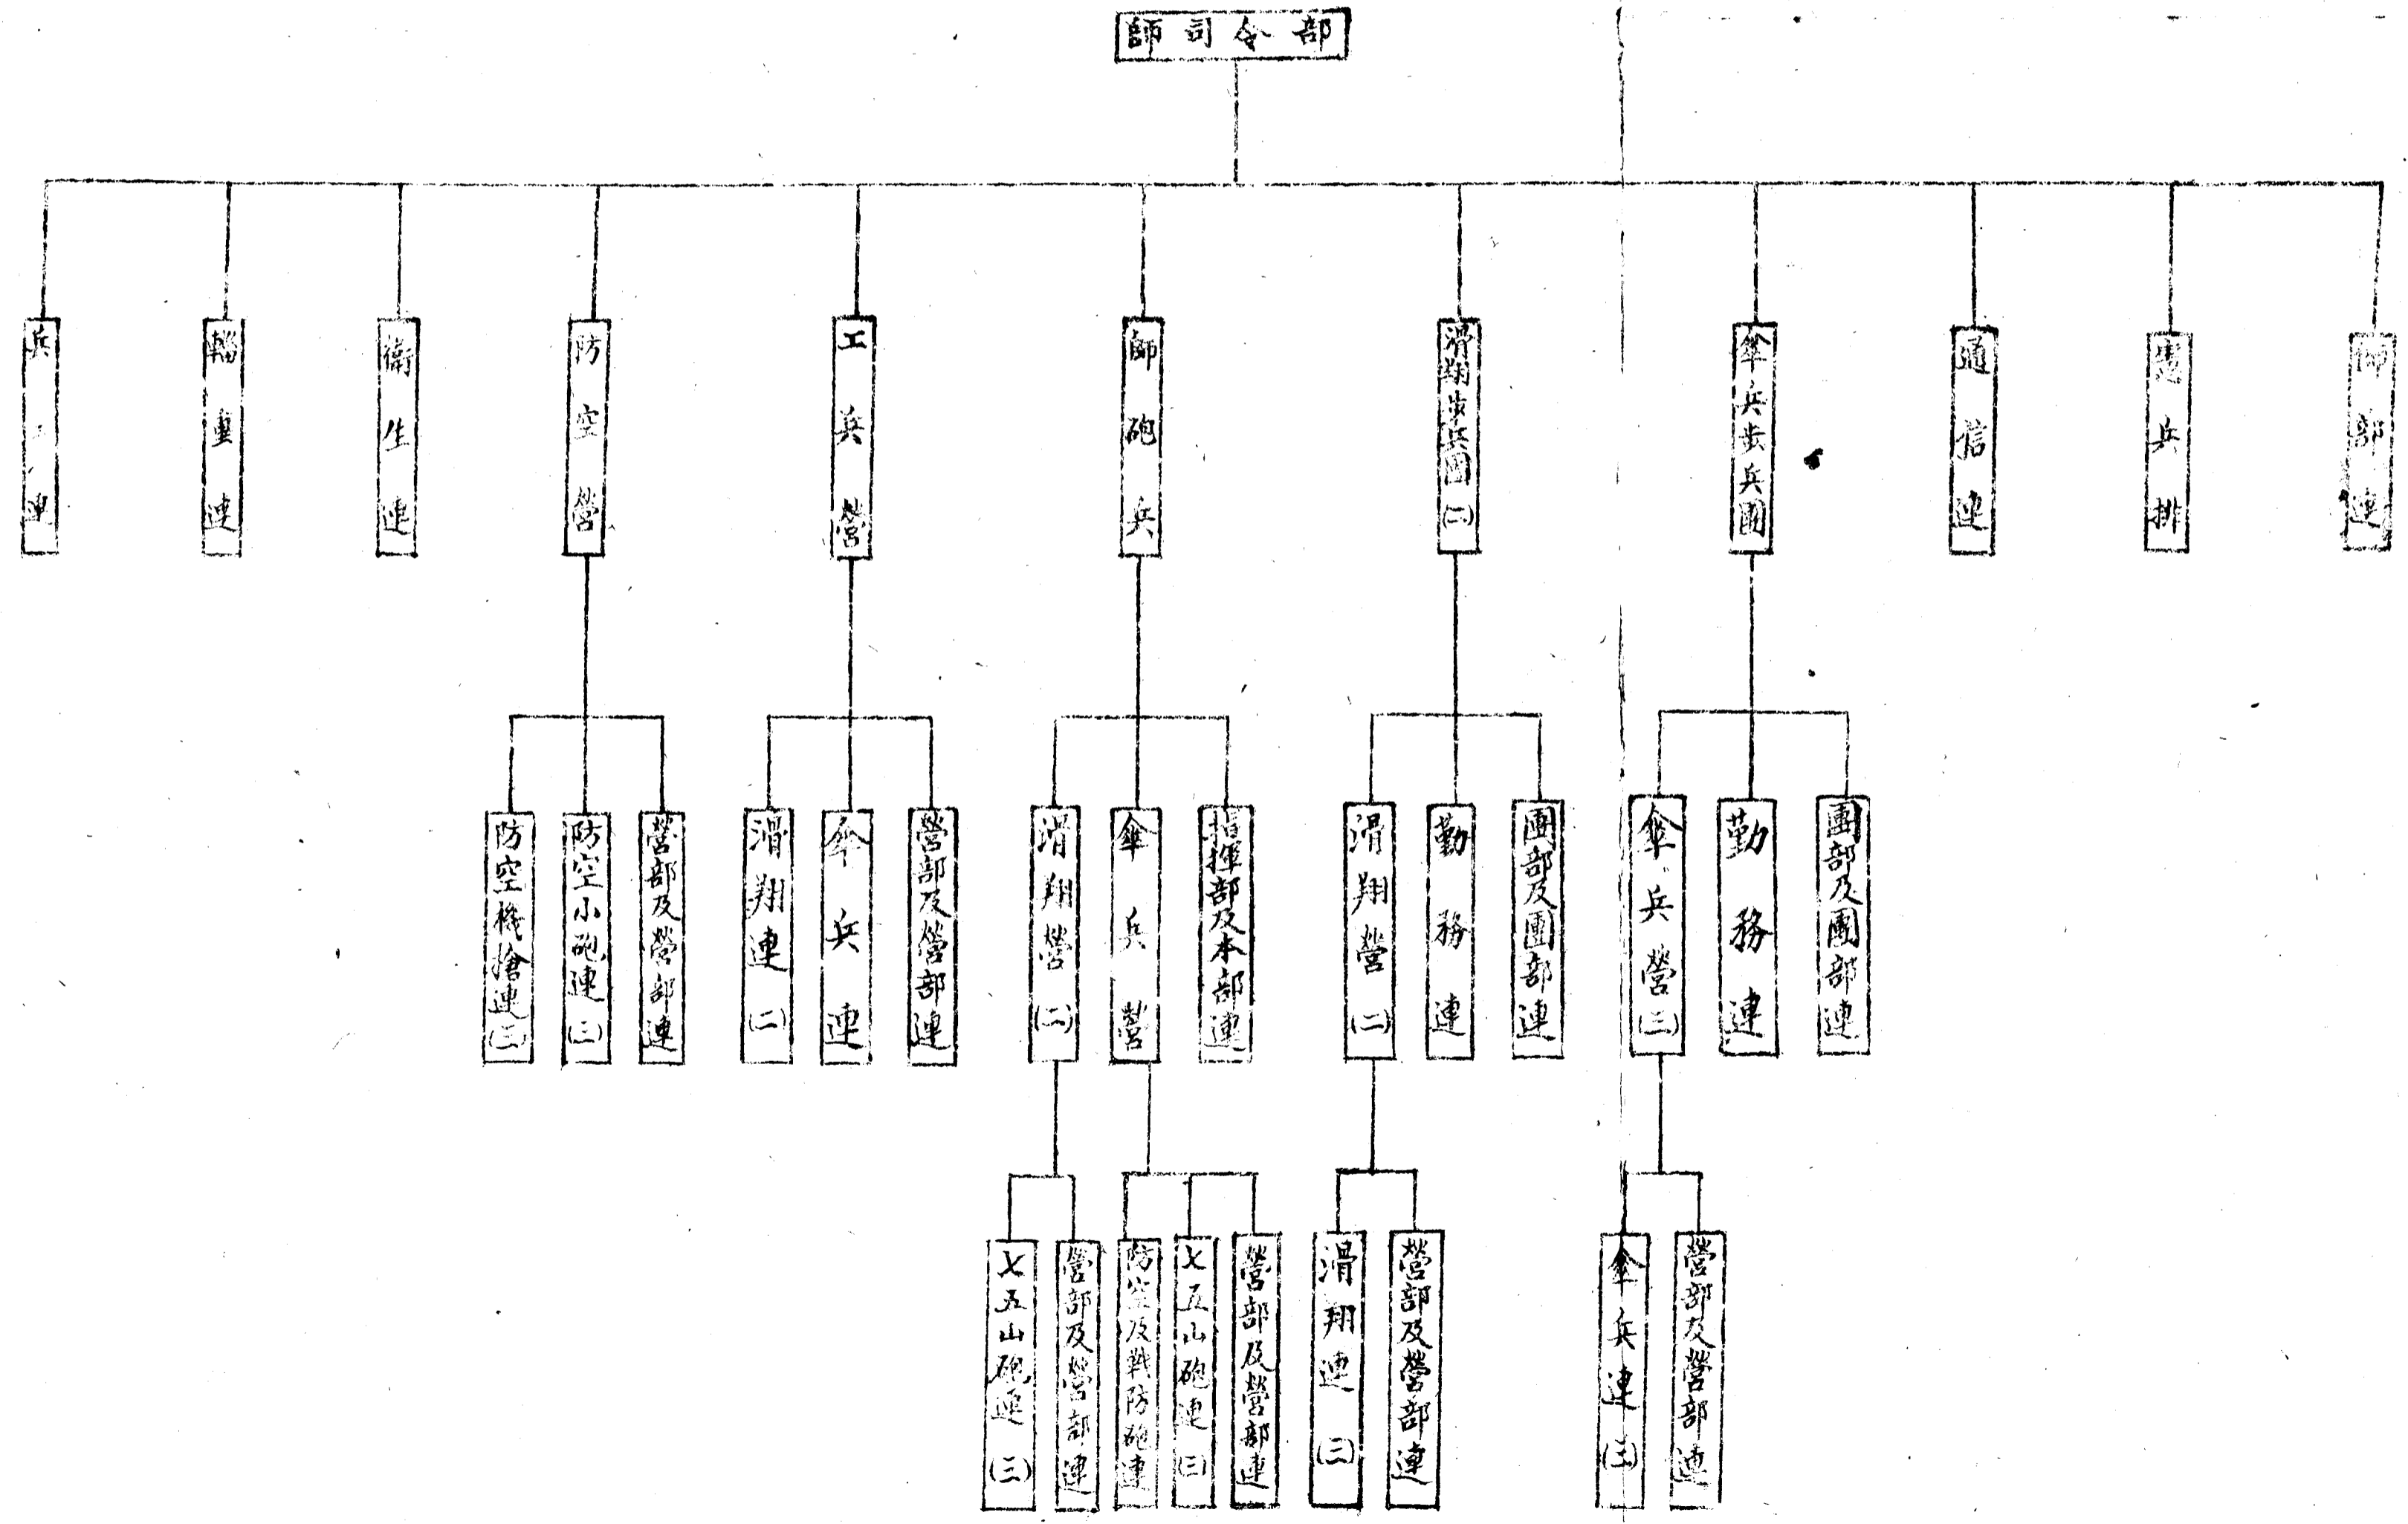 師司令部
師部連
憲兵排
通信連
傘兵步兵團
滑翔步兵團(二)
師砲兵
工兵營
防空營
衛生連
輜重連
兵工連
團部及團部連
勤務連
傘兵營(三)
團部及團部連
勤務連
滑翔營(二)
指揮部及本部連
傘兵營
滑翔營(二)
營部及營部連
傘兵連
滑翔連(二)
營部及營部連
防空小砲連(三)
防空機槍連(三)
營部及營部連
傘兵連(三)
營部及營部連
滑翔連(三)
營部及營部連
七五山砲連(三)
防空及戰防砲連
營部及營部連
七五山砲連(三)